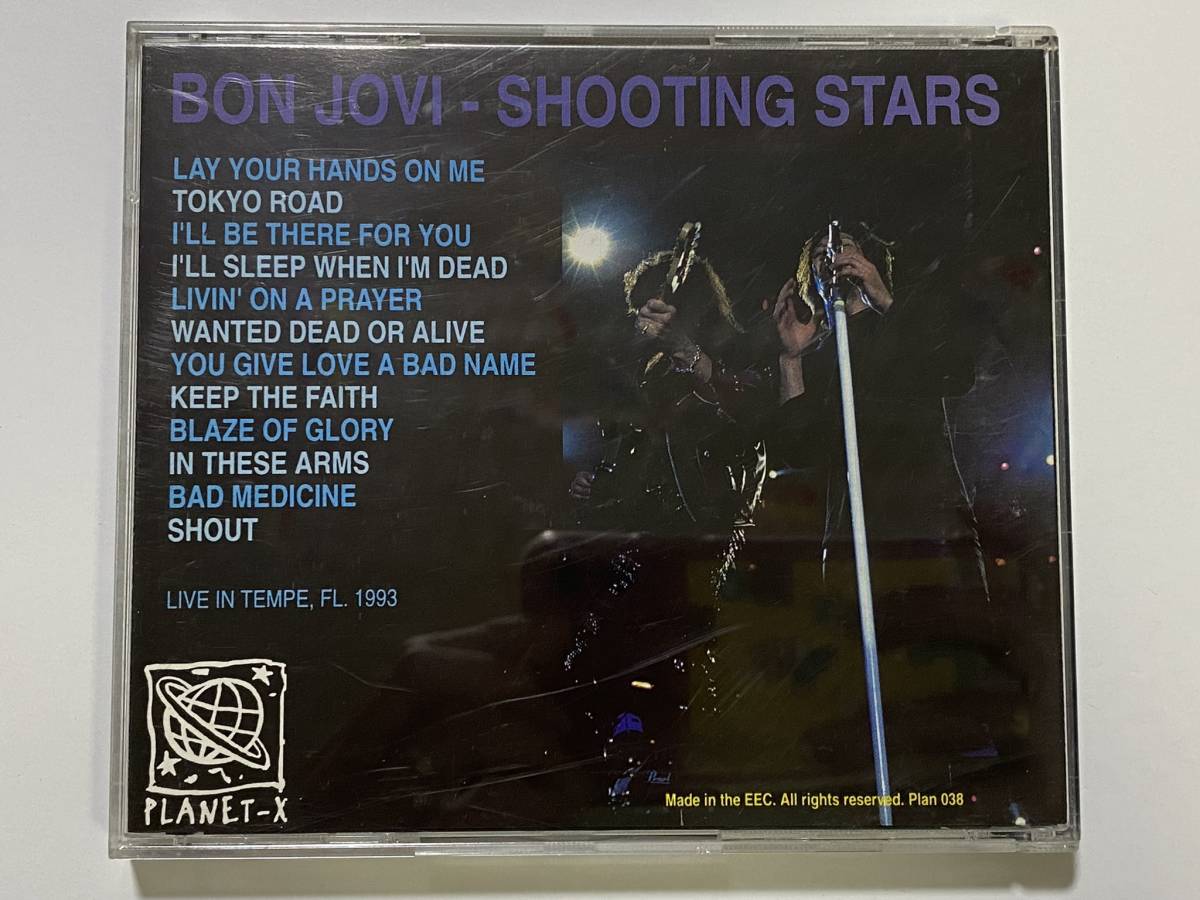 BON JOVI - SHOOTING STARS
LAY YOUR HANDS ON ME
TOKYO ROAD
I'LL BE THERE FOR YOU
I'LL SLEEP WHEN I'M DEAD
LIVIN' ON A PRAYER
WANTED DEAD OR ALIVE
YOU GIVE LOVE A BAD NAME
KEEP THE FAITH
BLAZE OF GLORY
IN THESE ARMS
BAD MEDICINE
SHOUT
LIVE IN TEMPE, FL. 1993
PLANET-X
Made in the EEC. All rights reserved. Plan 038